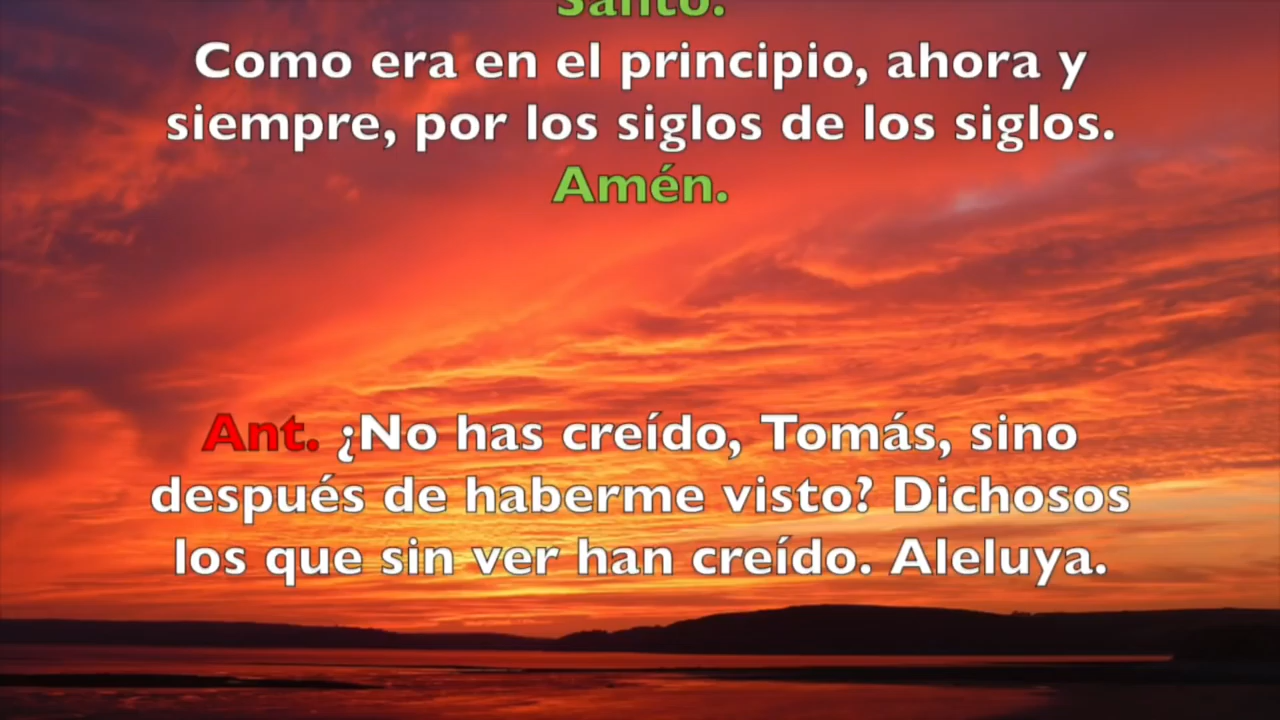 Santo.
Como era en el principio, ahora y
siempre, por los siglos de los siglos.
Amén.
Ant. ¿No has creído, Tomás, sino
después de haberme visto? Dichosos
los que sin ver han creído. Aleluya.